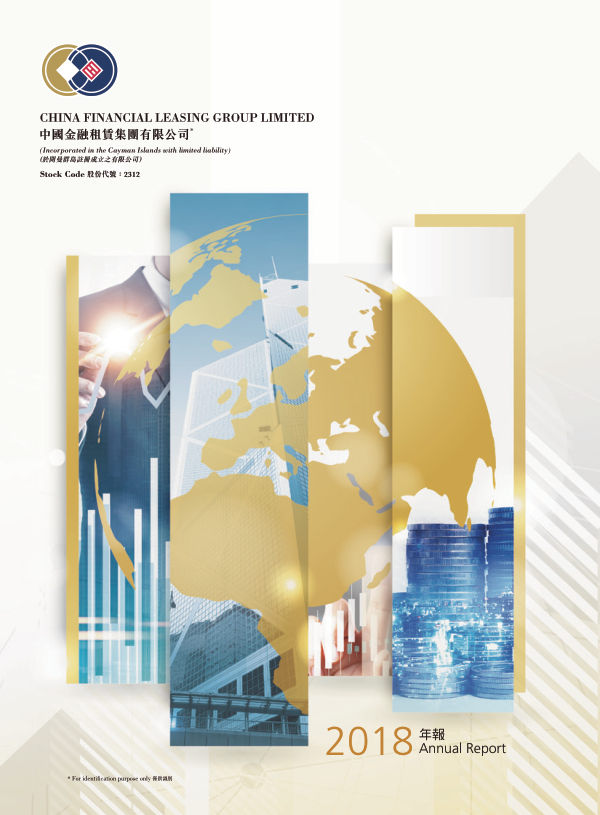 CHINA FINANCIAL LEASING GROUP LIMITED
中國金融租賃集團有限公司*
(Incorporated in the Cayman Islands with limited liability)
(於開曼群島註冊成立之有限公司)
Stock Code 股份代號：2312
2018 年報
Annual Report
* For identification purpose only 僅供識別